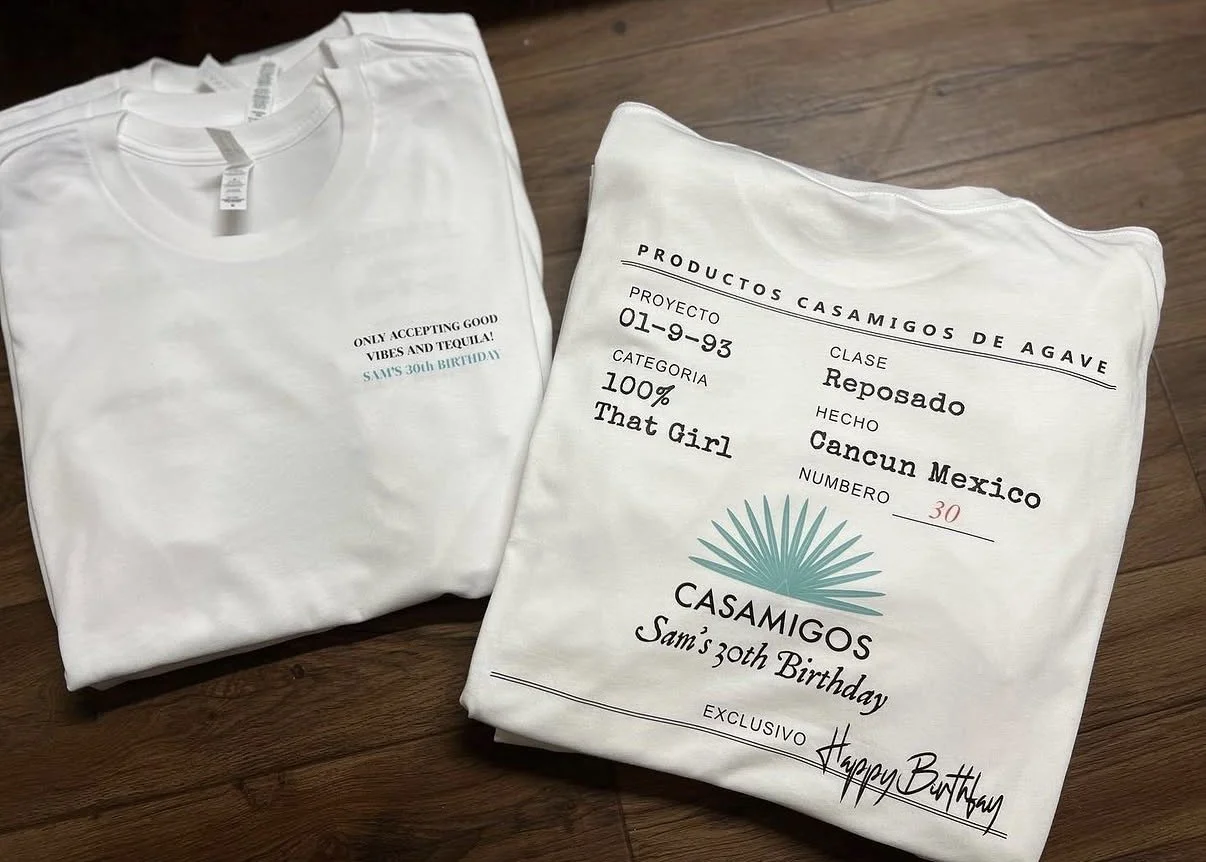 ONLY ACCEPTING GOOD
VIBES AND TEQUILA!
SAM'S 30th BIRTHDAY
PRODUCTOS CASAMIGOS DE AGAVE
PROYECTO
01-9-93
CATEGORIA
100%
That Girl
CLASE
Reposado
HECHO
Cancun Mexico
NUMBERO 30
CASAMIGOS
Sam's 30th Birthday
EXCLUSIVO Happy Birthday